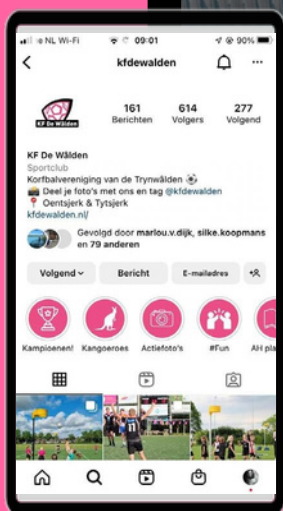 NL Wi-Fi 09:01 90%
kfdewalden
KF De Wâlden
161 614 277
Berichten Volgers Volgend
KF De Wâlden
Sportclub
Korfbalvereniging van de Trynwâlden
Deel je foto's met ons en tag @kfdewalden
Oentsjerk & Tytsjerk
kfdewalden.nl/
Gevolgd door marlou.v.dijk, silke.koopmans
en 79 anderen
Volgend Bericht E-mailadres
Kampioenen! Kangoeroes Actiefoto's #Fun AH pla
11